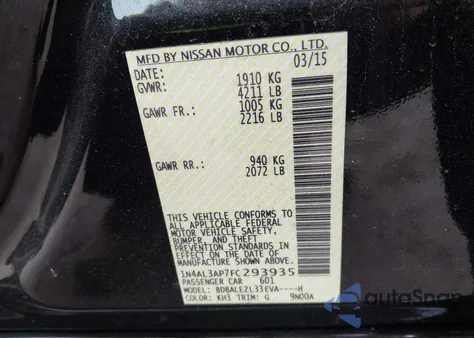 MFD BY NISSAN MOTOR CO., LTD.
DATE: 03/15
GVWR: 1910 KG
4211 LB
GAWR FR.: 1005 KG
2216 LB
GAWR RR.: 940 KG
2072 LB
THIS VEHICLE CONFORMS TO
ALL APPLICABLE FEDERAL
MOTOR VEHICLE SAFETY,
BUMPER, AND THEFT
PREVENTION STANDARDS IN
EFFECT ON THE DATE OF
MANUFACTURE SHOWN ABOVE.
1N4AL3AP7FC293935
PASSENGER CAR 601
MODEL: BDBALEZL33EVA----H
COLOR: KH3 TRIM: G 9N00A
autoSnap